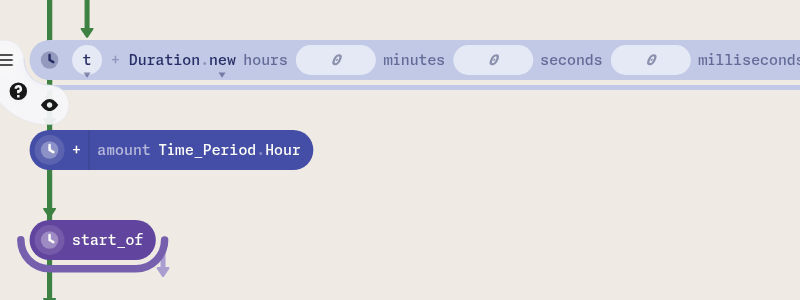 t + Duration.new hours 0 minutes 0 seconds 0 milliseconds
+ amount Time_Period.Hour
start_of